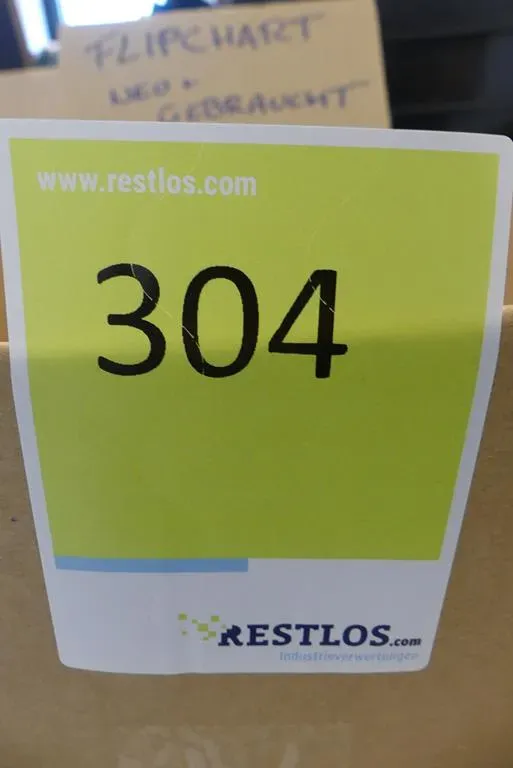 FLIPCHART
NEU +
GEBRAUCHT
www.restlos.com
304
RESTLOS.com
Industrieverwertungen